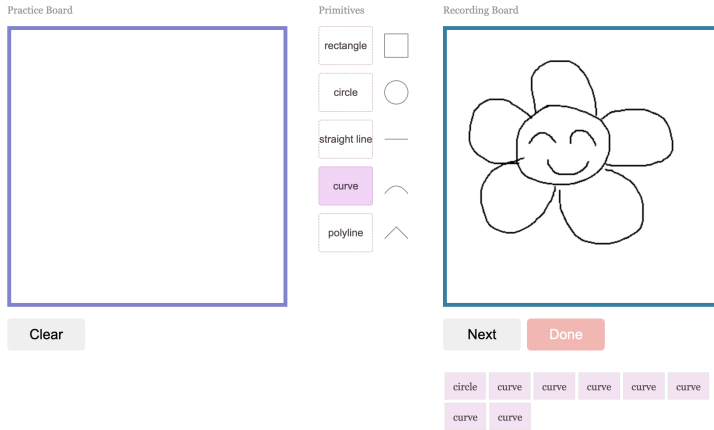 Practice Board
Primitives
Recording Board
rectangle
circle
straight line
curve
polyline
Clear
Next
Done
circle curve curve curve curve curve
curve curve